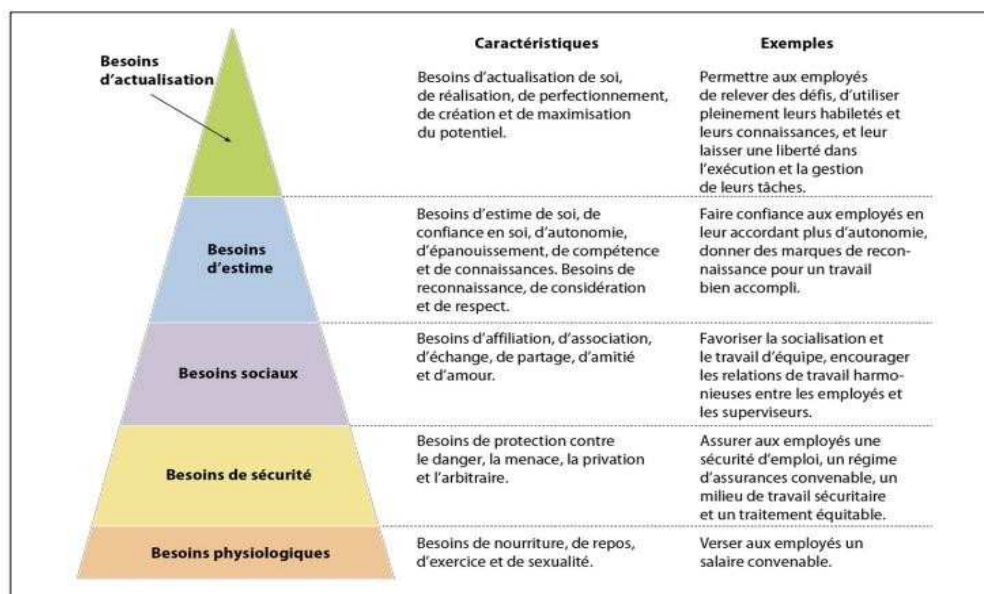 Caractéristiques
Exemples
Besoins
d'actualisation
Besoins d'actualisation de soi,
de réalisation, de perfectionnement,
de création et de maximisation
du potentiel.
Permettre aux employés
de relever des défis, d'utiliser
pleinement leurs habiletés et
leurs connaissances, et leur
laisser une liberté dans
l'exécution et la gestion
de leurs tâches.
Besoins
d'estime
Besoins d'estime de soi, de
confiance en soi, d'autonomie,
d'épanouissement, de compétence
et de connaissances. Besoins de
reconnaissance, de considération
et de respect.
Faire confiance aux employés en
leur accordant plus d'autonomie,
donner des marques de recon-
naissance pour un travail
bien accompli.
Besoins sociaux
Besoins d'affiliation, d'association,
d'échange, de partage, d'amitié
et d'amour.
Favoriser la socialisation et
le travail d'équipe, encourager
les relations de travail harmo-
nieuses entre les employés et
les superviseurs.
Besoins de sécurité
Besoins de protection contre
le danger, la menace, la privation
et l'arbitraire.
Assurer aux employés une
sécurité d'emploi, un régime
d'assurances convenable, un
milieu de travail sécuritaire
et un traitement équitable.
Besoins physiologiques
Besoins de nourriture, de repos,
d'exercice et de sexualité.
Verser aux employés un
salaire convenable.